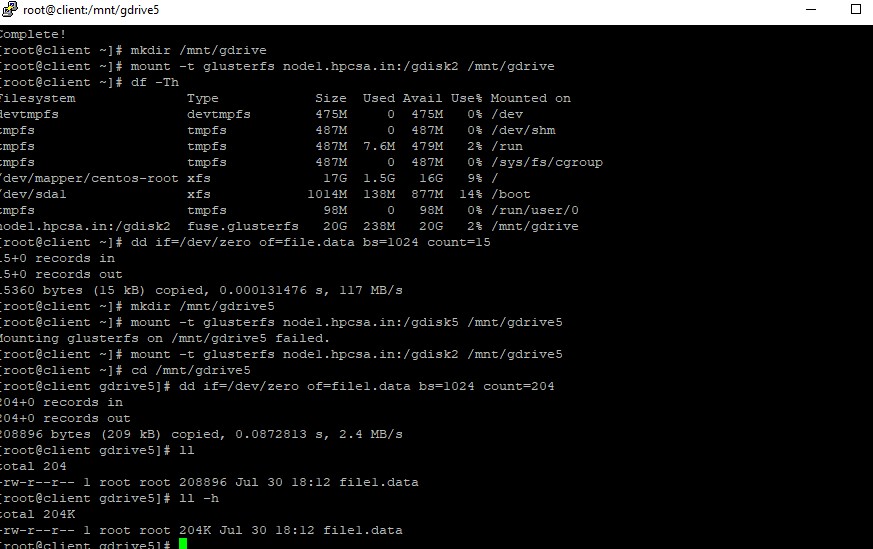 root@client:/mnt/gdrive5
Complete!
[root@client ~]# mkdir /mnt/gdrive
[root@client ~]# mount -t glusterfs node1.hpcsa.in:/gdisk2 /mnt/gdrive
[root@client ~]# df -Th
Filesystem Type Size Used Avail Use% Mounted on
devtmpfs devtmpfs 475M 0 475M 0% /dev
tmpfs tmpfs 487M 0 487M 0% /dev/shm
tmpfs tmpfs 487M 7.6M 479M 2% /run
tmpfs tmpfs 487M 0 487M 0% /sys/fs/cgroup
/dev/mapper/centos-root xfs 17G 1.5G 16G 9% /
/dev/sda1 xfs 1014M 138M 877M 14% /boot
tmpfs tmpfs 98M 0 98M 0% /run/user/0
node1.hpcsa.in:/gdisk2 fuse.glusterfs 20G 238M 20G 2% /mnt/gdrive
[root@client ~]# dd if=/dev/zero of=file.data bs=1024 count=15
15+0 records in
15+0 records out
15360 bytes (15 kB) copied, 0.000131476 s, 117 MB/s
[root@client ~]# mkdir /mnt/gdrive5
[root@client ~]# mount -t glusterfs node1.hpcsa.in:/gdisk5 /mnt/gdrive5
Mounting glusterfs on /mnt/gdrive5 failed.
[root@client ~]# mount -t glusterfs node1.hpcsa.in:/gdisk2 /mnt/gdrive5
[root@client ~]# cd /mnt/gdrive5
[root@client gdrive5]# dd if=/dev/zero of=file1.data bs=1024 count=204
204+0 records in
204+0 records out
208896 bytes (209 kB) copied, 0.0872813 s, 2.4 MB/s
[root@client gdrive5]# ll
total 204
-rw-r--r-- 1 root root 208896 Jul 30 18:12 file1.data
[root@client gdrive5]# ll -h
total 204K
-rw-r--r-- 1 root root 204K Jul 30 18:12 file1.data
[root@client gdrive5]#